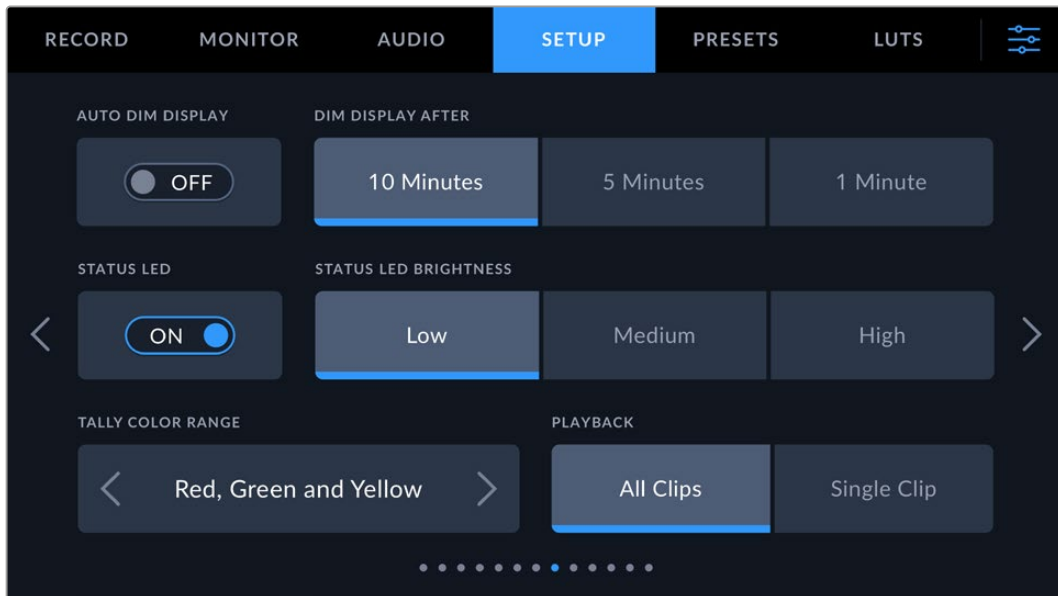 RECORD MONITOR AUDIO SETUP PRESETS LUTS
AUTO DIM DISPLAY DIM DISPLAY AFTER
OFF 10 Minutes 5 Minutes 1 Minute
STATUS LED STATUS LED BRIGHTNESS
ON Low Medium High
TALLY COLOR RANGE PLAYBACK
Red, Green and Yellow All Clips Single Clip